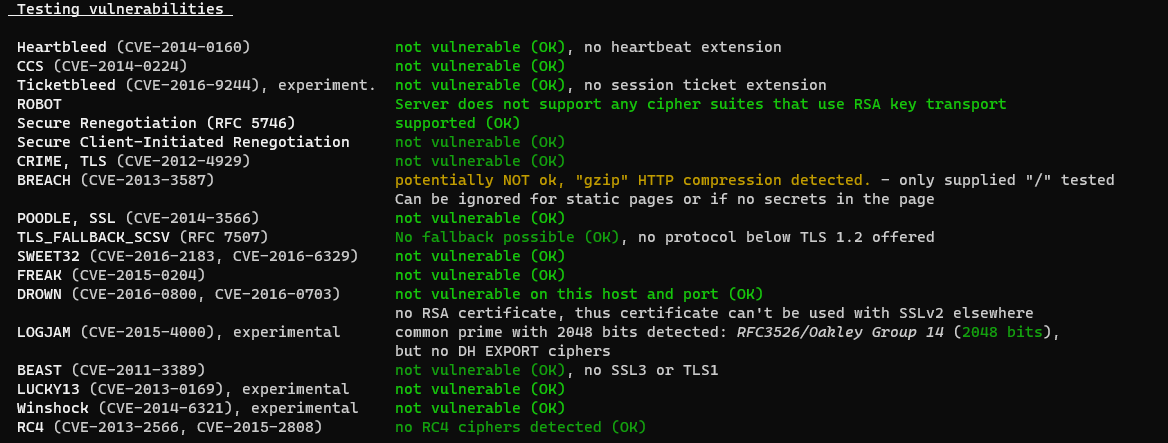 Testing vulnerabilities
Heartbleed (CVE-2014-0160) not vulnerable (OK), no heartbeat extension
CCS (CVE-2014-0224) not vulnerable (OK)
Ticketbleed (CVE-2016-9244), experiment. not vulnerable (OK), no session ticket extension
ROBOT Server does not support any cipher suites that use RSA key transport
Secure Renegotiation (RFC 5746) supported (OK)
Secure Client-Initiated Renegotiation not vulnerable (OK)
CRIME, TLS (CVE-2012-4929) not vulnerable (OK)
BREACH (CVE-2013-3587) potentially NOT ok, "gzip" HTTP compression detected. - only supplied "/" tested
Can be ignored for static pages or if no secrets in the page
POODLE, SSL (CVE-2014-3566) not vulnerable (OK)
TLS_FALLBACK_SCSV (RFC 7507) No fallback possible (OK), no protocol below TLS 1.2 offered
SWEET32 (CVE-2016-2183, CVE-2016-6329) not vulnerable (OK)
FREAK (CVE-2015-0204) not vulnerable (OK)
DROWN (CVE-2016-0800, CVE-2016-0703) not vulnerable on this host and port (OK)
no RSA certificate, thus certificate can't be used with SSLv2 elsewhere
LOGJAM (CVE-2015-4000), experimental common prime with 2048 bits detected: RFC3526/Oakley Group 14 (2048 bits),
but no DH EXPORT ciphers
BEAST (CVE-2011-3389) not vulnerable (OK), no SSL3 or TLS1
LUCKY13 (CVE-2013-0169), experimental not vulnerable (OK)
Winshock (CVE-2014-6321), experimental not vulnerable (OK)
RC4 (CVE-2013-2566, CVE-2015-2808) no RC4 ciphers detected (OK)